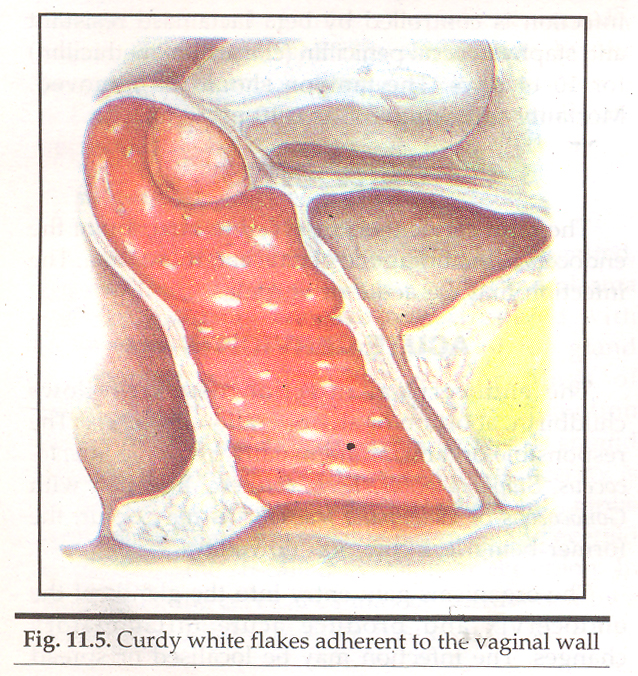 Fig. 11.5. Curdy white flakes adherent to the vaginal wall